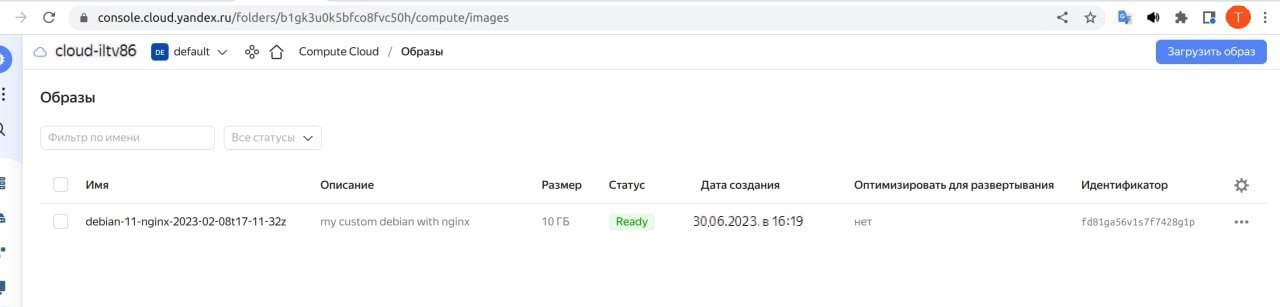 console.cloud.yandex.ru/folders/b1gk3u0k5bfco8fvc50h/compute/images
T
cloud-iltv86 DE default Compute Cloud / Образы Загрузить образ
Образы
Фильтр по имени Все статусы
Имя Описание Размер Статус Дата создания Оптимизировать для развертывания Идентификатор
debian-11-nginx-2023-02-08t17-11-32z my custom debian with nginx 10 ГБ Ready 30.06.2023, в 16:19 нет fd81ga56v1s7f7428g1p